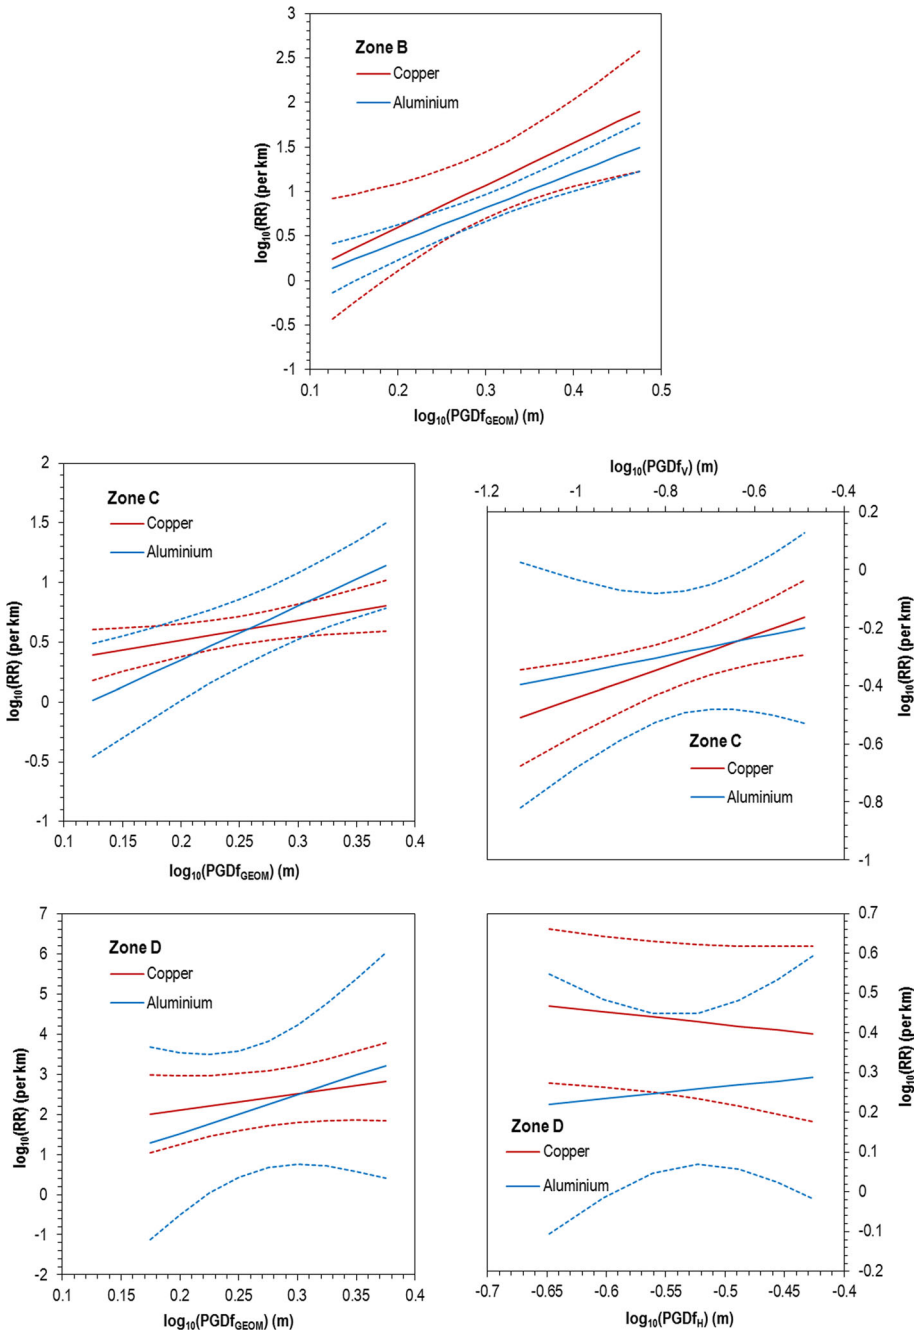 3
2.5
2
1.5
1
0.5
0
-0.5
-1
log10(RR) (per km)
Zone B
Copper
Aluminium
0.1 0.2 0.3 0.4 0.5
log10(PGDfGEOM) (m)
2
1.5
1
0.5
0
-0.5
-1
log10(RR) (per km)
Zone C
Copper
Aluminium
0.1 0.15 0.2 0.25 0.3 0.35 0.4
log10(PGDfGEOM) (m)
log10(PGDfV) (m)
-1.2 -1 -0.8 -0.6 -0.4
0.2
0
-0.2
-0.4
-0.6
-0.8
-1
log10(RR) (per km)
Zone C
Copper
Aluminium
7
6
5
4
3
2
1
0
-1
-2
log10(RR) (per km)
Zone D
Copper
Aluminium
0.1 0.15 0.2 0.25 0.3 0.35 0.4
log10(PGDfGEOM) (m)
0.7
0.6
0.5
0.4
0.3
0.2
0.1
0
-0.1
-0.2
log10(RR) (per km)
Zone D
Copper
Aluminium
-0.7 -0.65 -0.6 -0.55 -0.5 -0.45 -0.4
log10(PGDfH) (m)